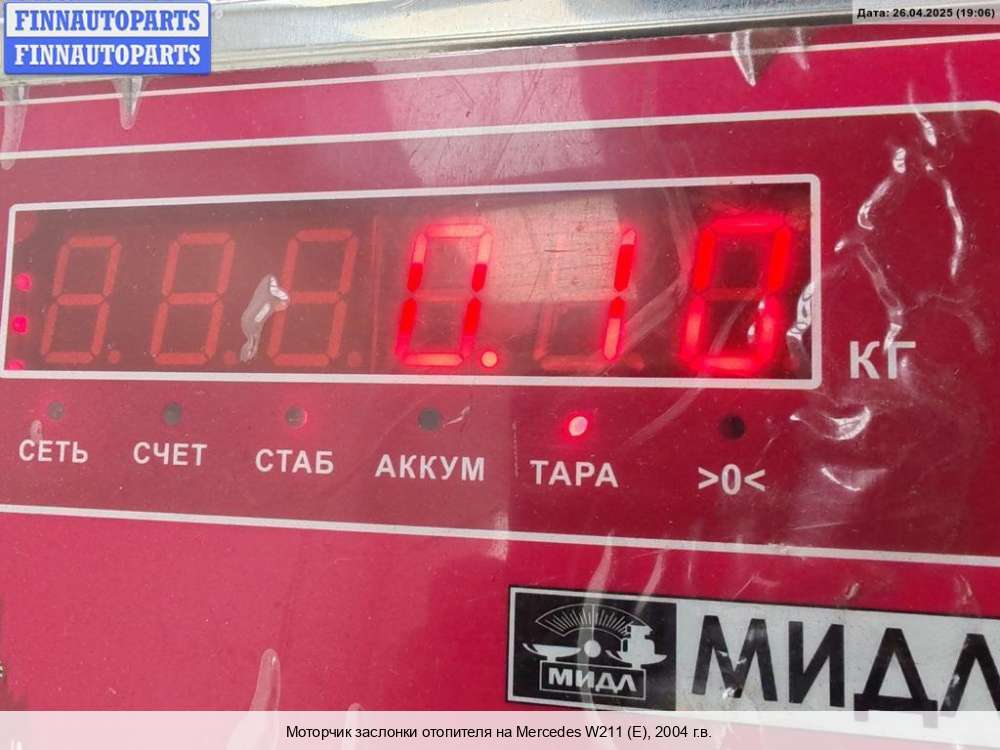 FINNAUTOPARTS
FINNAUTOPARTS
Дата: 26.04.2025 (19:06)
0.10
КГ
СЕТЬ СЧЕТ СТАБ АККУМ ТАРА >0<
МИДЛ
МИДЛ
Моторчик заслонки отопителя на Mercedes W211 (E), 2004 г.в.